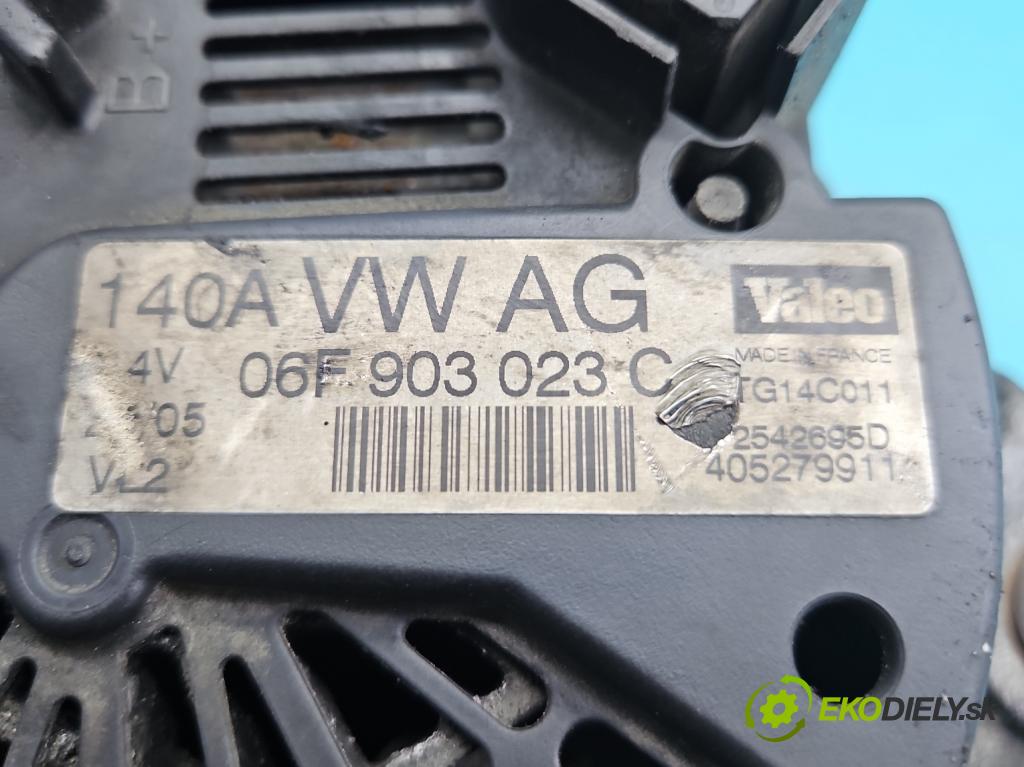 B+
140A VW AG
Valeo
4V 06F 903 023 C
MADE IN FRANCE
TG14C011
05
2542695D
405279911
EKODIELY.sk